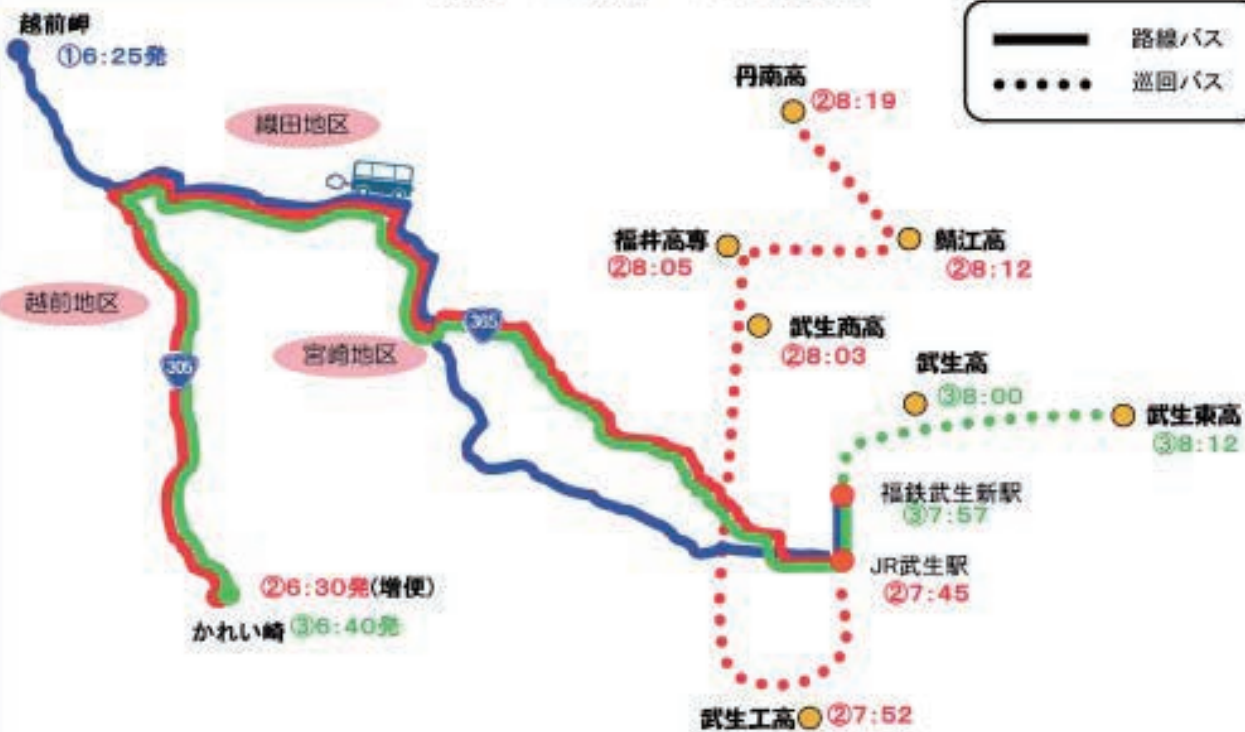 越前岬
①6:25発
路線バス
巡回バス
丹南高
②8:19
織田地区
福井高専
②8:05
鯖江高
②8:12
越前地区
305
宮崎地区
365
武生商高
②8:03
武生高
③8:00
武生東高
③8:12
福鉄武生新駅
③7:57
JR武生駅
②7:45
②6:30発(増便)
かれい崎 ③6:40発
武生工高 ②7:52